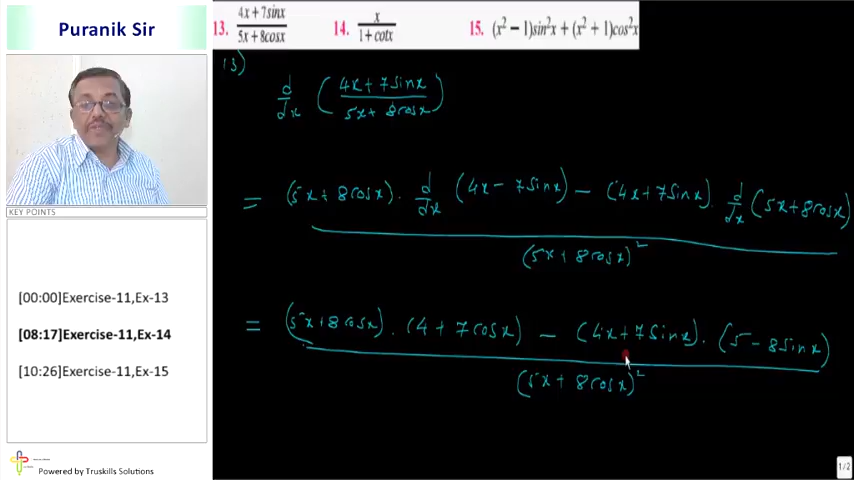 Puranik Sir
KEY POINTS
[00:00]Exercise-11,Ex-13
[08:17]Exercise-11,Ex-14
[10:26]Exercise-11,Ex-15
Powered by Truskills Solutions
13. (4x+7sinx)/(5x+8cosx) 14. x/(1+cotx) 15. (x²−1)sin²x+(x²+1)cos²x
13)
d/dx ( (4x+7sinx)/(5x+8cosx) )
= ((5x+8cosx). d/dx (4x−7sinx) − (4x+7sinx). d/dx (5x+8cosx))/(5x+8cosx)²
= ((5x+8cosx).(4+7cosx) − (4x+7sinx).(5−8sinx))/(5x+8cosx)²
1/2